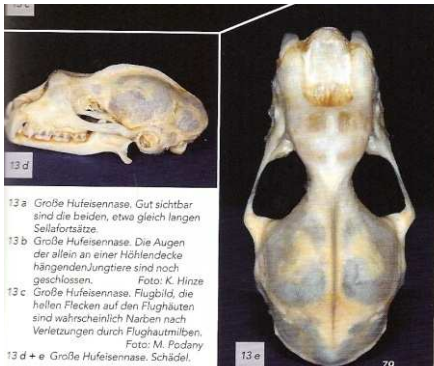 13 d
13 a Große Hufeisennase. Gut sichtbar
sind die beiden, etwa gleich langen
Sellafortsätze.
13 b Große Hufeisennase. Die Augen
der allein an einer Höhlendecke
hängendenJungtiere sind noch
geschlossen. Foto: K. Hinze
13 c Große Hufeisennase. Flugbild, die
hellen Flecken auf den Flughäuten
sind wahrscheinlich Narben nach
Verletzungen durch Flughautmilben.
Foto: M. Podany
13 d + e Große Hufeisennase. Schädel.
13 e